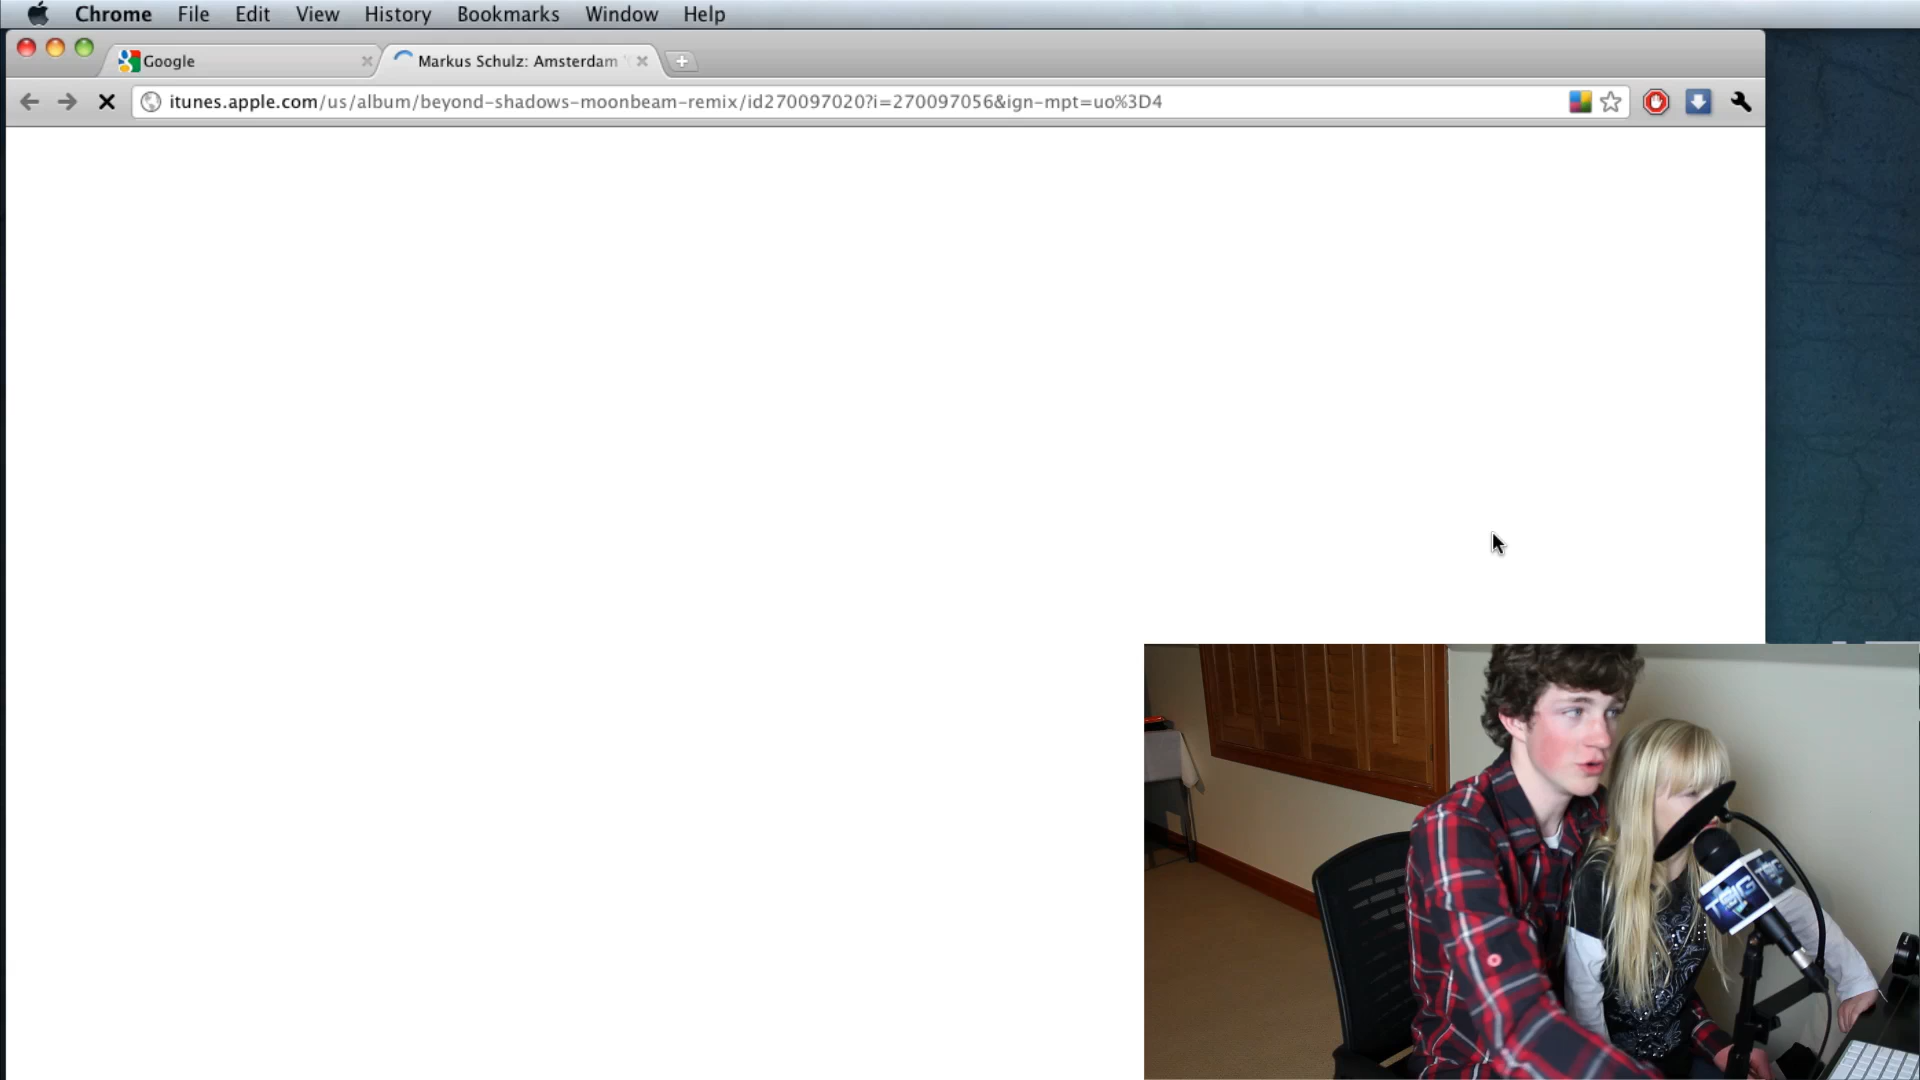 Chrome File Edit View History Bookmarks Window Help
Google
Markus Schulz: Amsterdam
itunes.apple.com/us/album/beyond-shadows-moonbeam-remix/id270097020?i=270097056&ign-mpt=uo%3D4